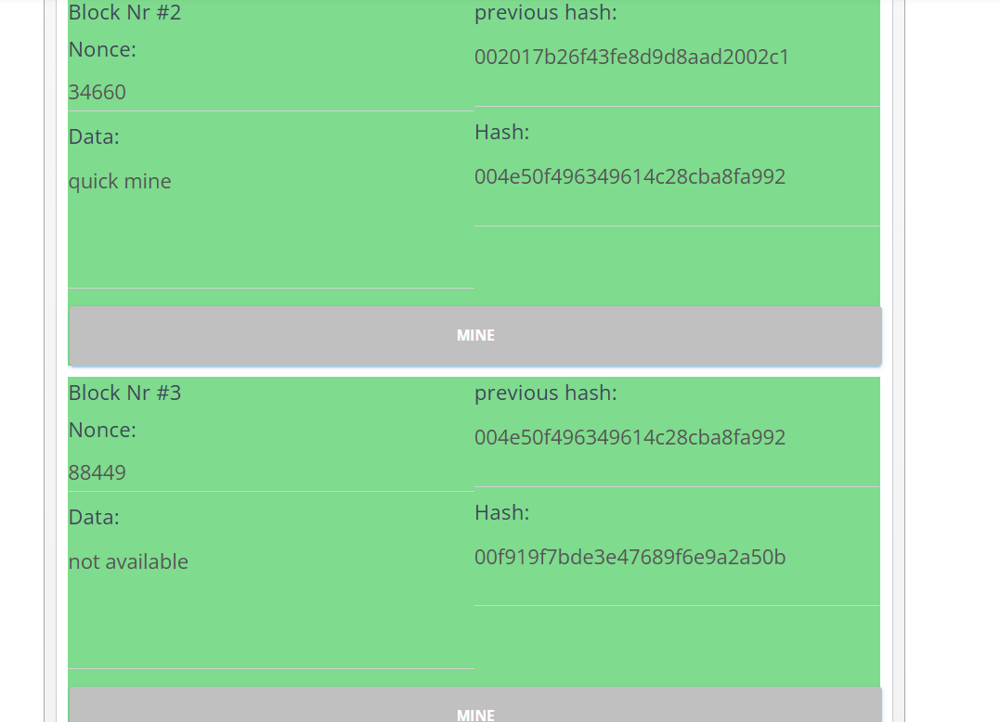 Block Nr #2
Nonce:
34660
Data:
quick mine
previous hash:
002017b26f43fe8d9d8aad2002c1
Hash:
004e50f496349614c28cba8fa992
MINE
Block Nr #3
Nonce:
88449
Data:
not available
previous hash:
004e50f496349614c28cba8fa992
Hash:
00f919f7bde3e47689f6e9a2a50b
MINE